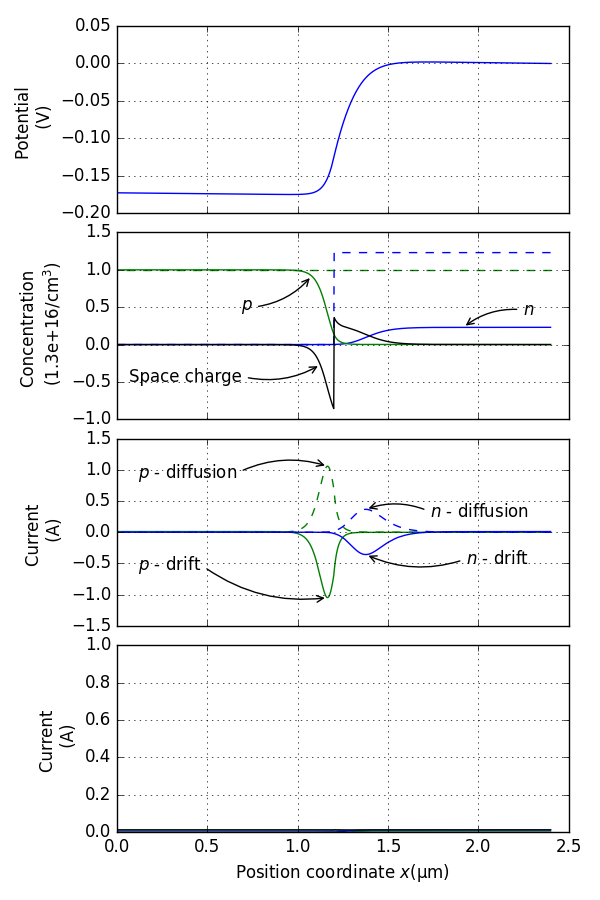 0.05
0.00
−0.05
−0.10
−0.15
−0.20
Potential
(V)
1.5
1.0
0.5
0.0
−0.5
−1.0
Concentration
(1.3e+16/cm³)
p
n
Space charge
1.5
1.0
0.5
0.0
−0.5
−1.0
−1.5
Current
(A)
p - diffusion
n - diffusion
p - drift
n - drift
1.0
0.8
0.6
0.4
0.2
0.0
Current
(A)
0.0 0.5 1.0 1.5 2.0 2.5
Position coordinate x(μm)